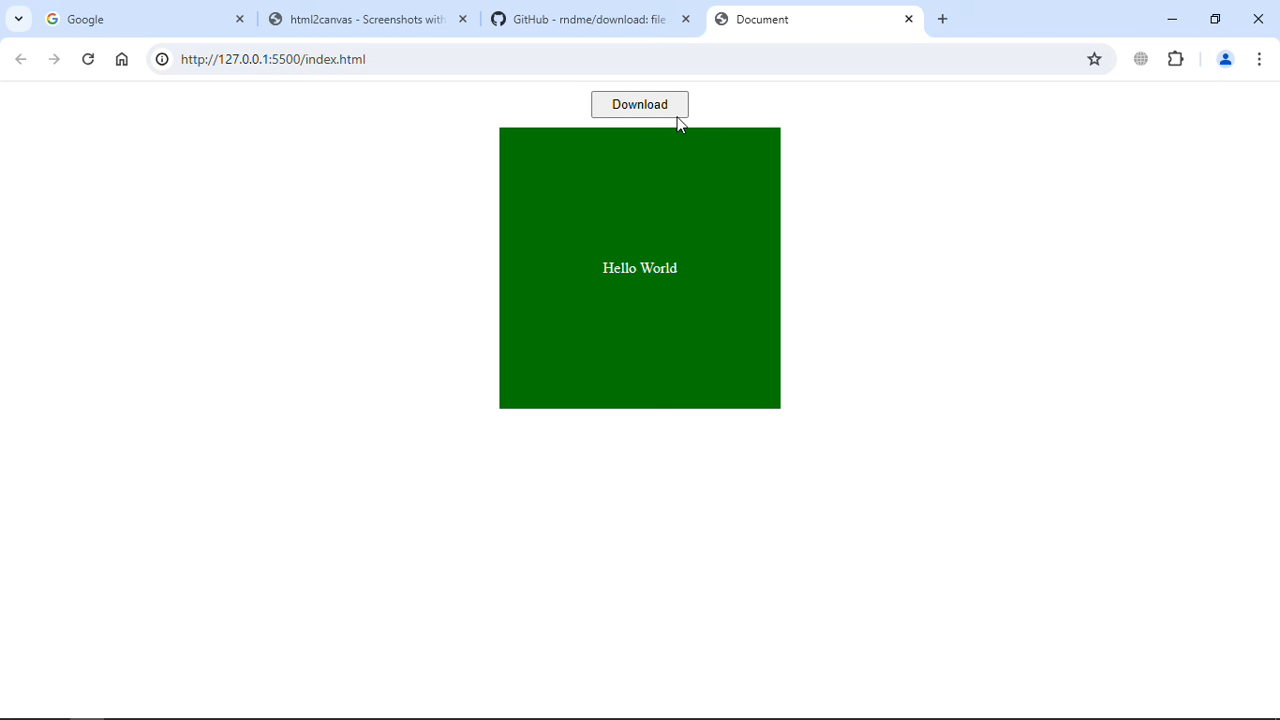 Google
html2canvas - Screenshots with
GitHub - rndme/download: file
Document
http://127.0.0.1:5500/index.html
Download
Hello World